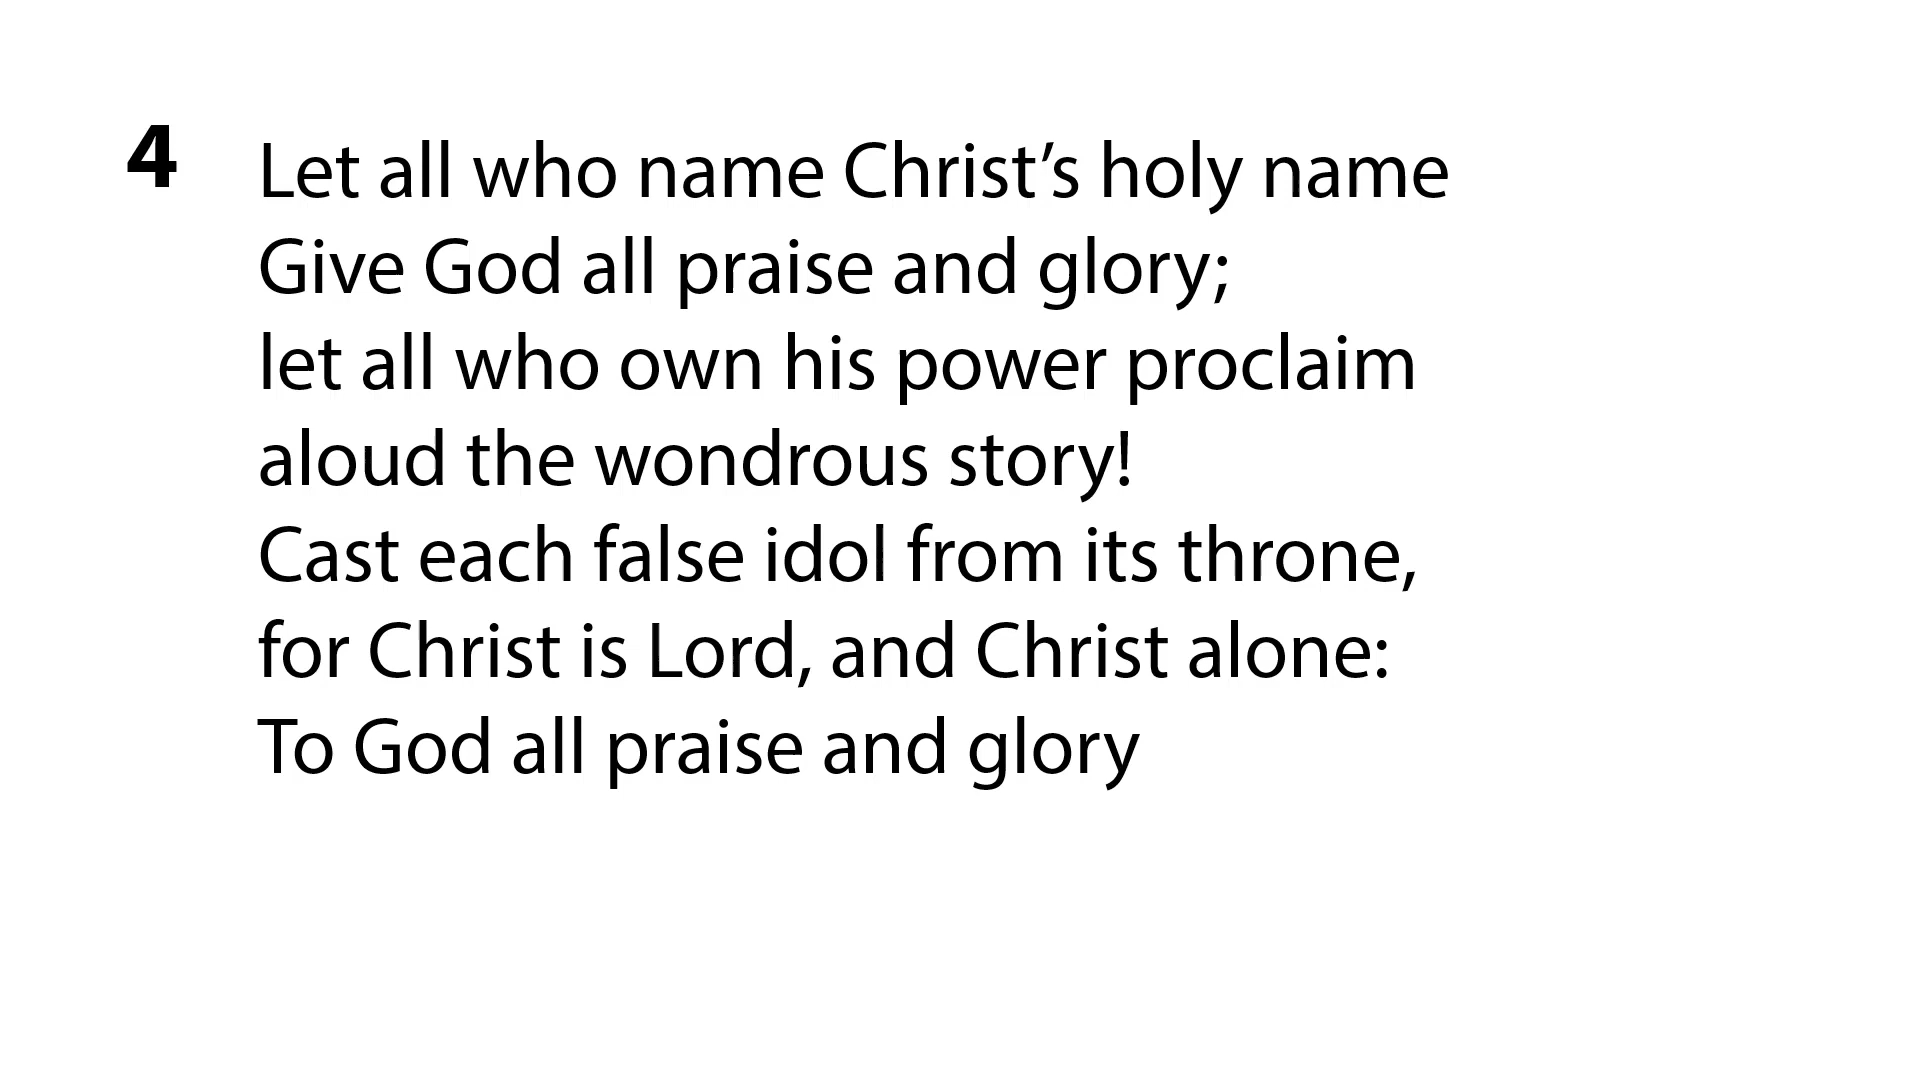 4 Let all who name Christ’s holy name
Give God all praise and glory;
let all who own his power proclaim
aloud the wondrous story!
Cast each false idol from its throne,
for Christ is Lord, and Christ alone:
To God all praise and glory